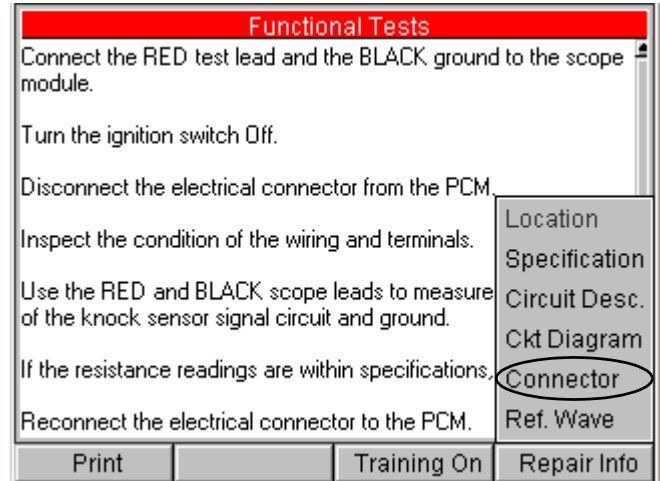 Functional Tests
Connect the RED test lead and the BLACK ground to the scope
module.
Turn the ignition switch Off.
Disconnect the electrical connector from the PCM.
Inspect the condition of the wiring and terminals.
Use the RED and BLACK scope leads to measure
of the knock sensor signal circuit and ground.
If the resistance readings are within specifications,
Reconnect the electrical connector to the PCM.
Location
Specification
Circuit Desc.
Ckt Diagram
Connector
Ref. Wave
Print
Training On
Repair Info